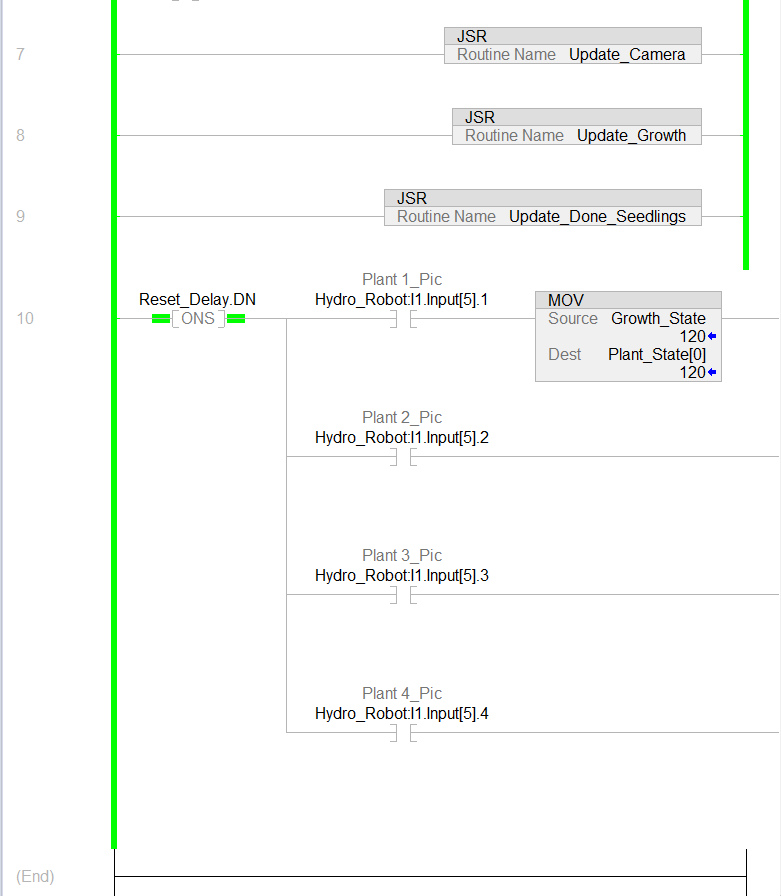 7
JSR
Routine Name Update_Camera
8
JSR
Routine Name Update_Growth
9
JSR
Routine Name Update_Done_Seedlings
10
Reset_Delay.DN
ONS
Plant 1_Pic
Hydro_Robot:I1.Input[5].1
MOV
Source Growth_State
120
Dest Plant_State[0]
120
Plant 2_Pic
Hydro_Robot:I1.Input[5].2
Plant 3_Pic
Hydro_Robot:I1.Input[5].3
Plant 4_Pic
Hydro_Robot:I1.Input[5].4
(End)